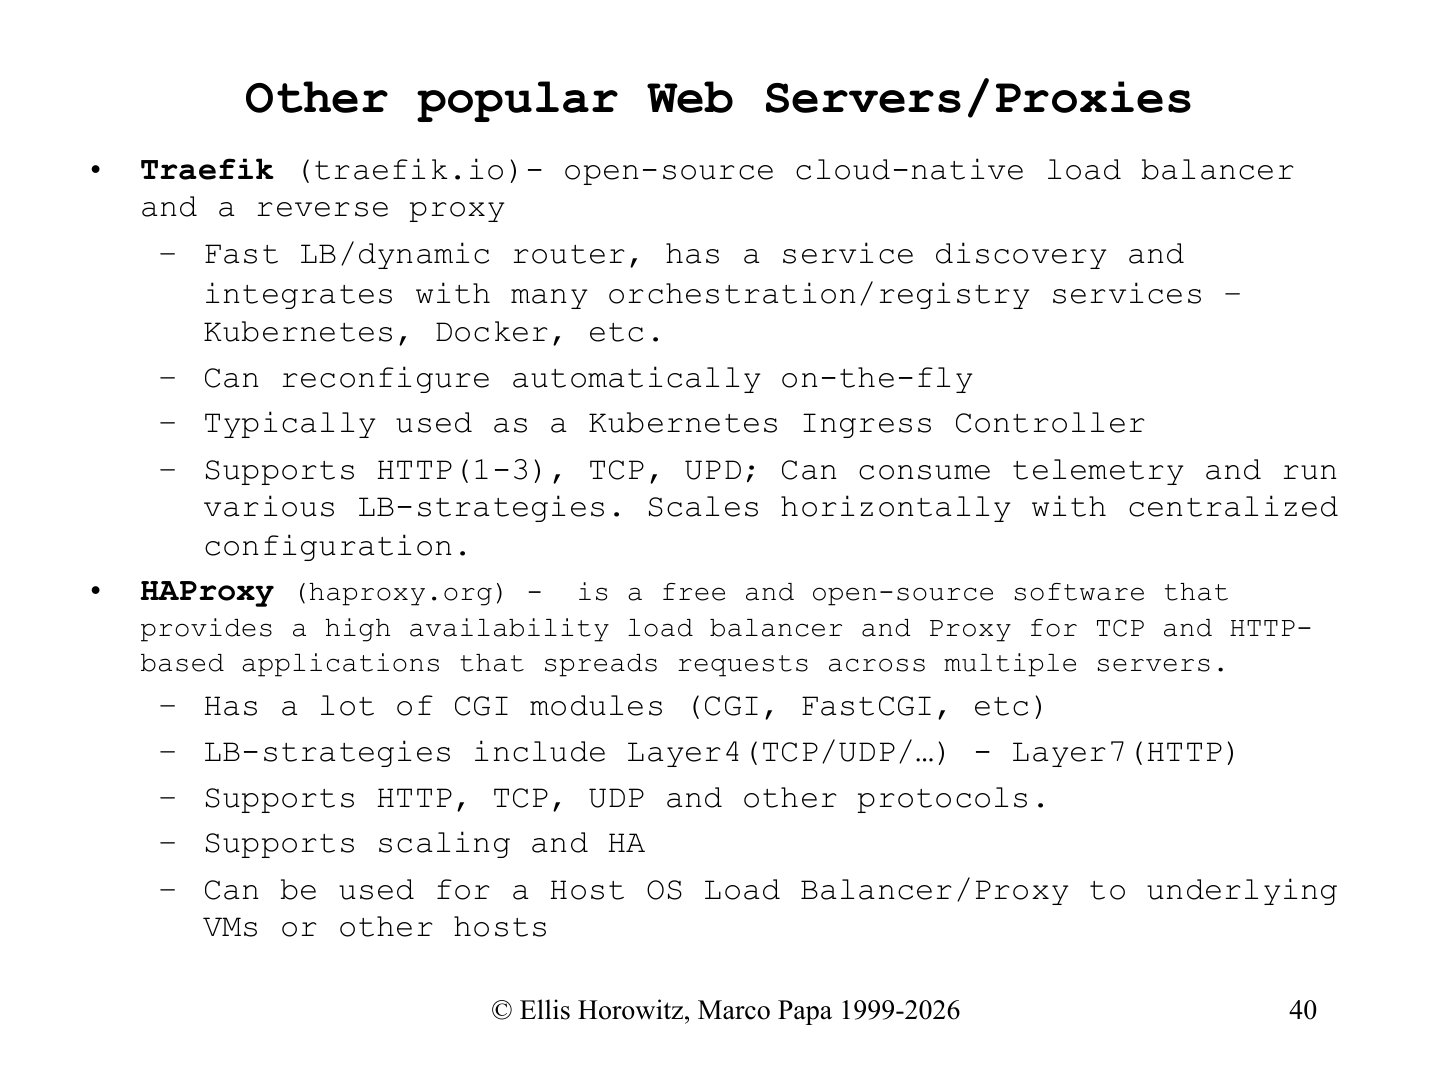 Other popular Web Servers/Proxies
• Traefik (traefik.io)- open-source cloud-native load balancer
and a reverse proxy
– Fast LB/dynamic router, has a service discovery and
integrates with many orchestration/registry services –
Kubernetes, Docker, etc.
– Can reconfigure automatically on-the-fly
– Typically used as a Kubernetes Ingress Controller
– Supports HTTP(1-3), TCP, UPD; Can consume telemetry and run
various LB-strategies. Scales horizontally with centralized
configuration.
• HAProxy (haproxy.org) - is a free and open-source software that
provides a high availability load balancer and Proxy for TCP and HTTP-
based applications that spreads requests across multiple servers.
– Has a lot of CGI modules (CGI, FastCGI, etc)
– LB-strategies include Layer4(TCP/UDP/…) - Layer7(HTTP)
– Supports HTTP, TCP, UDP and other protocols.
– Supports scaling and HA
– Can be used for a Host OS Load Balancer/Proxy to underlying
VMs or other hosts
© Ellis Horowitz, Marco Papa 1999-2026
40